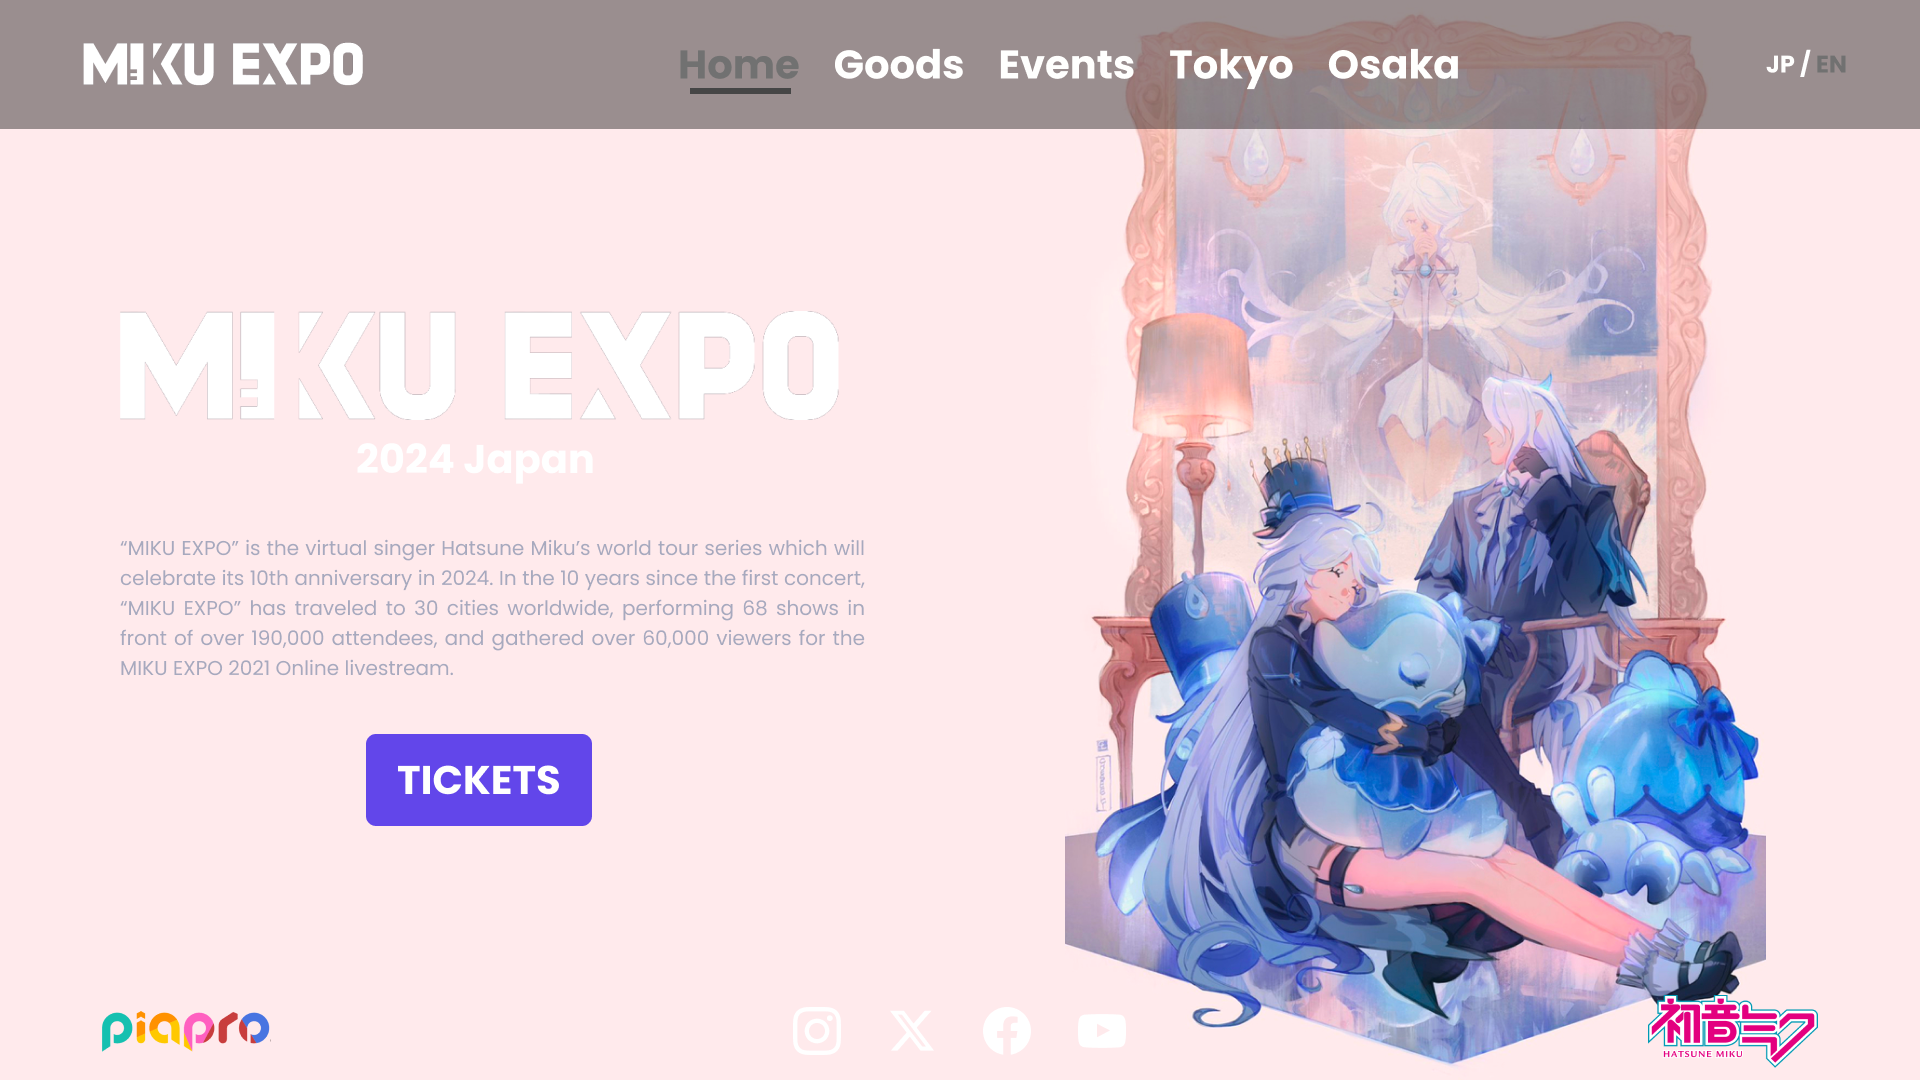 MIKU EXPO
Home Goods Events Tokyo Osaka
JP / EN
MIKU EXPO
2024 Japan
“MIKU EXPO” is the virtual singer Hatsune Miku’s world tour series which will
celebrate its 10th anniversary in 2024. In the 10 years since the first concert,
“MIKU EXPO” has traveled to 30 cities worldwide, performing 68 shows in
front of over 190,000 attendees, and gathered over 60,000 viewers for the
MIKU EXPO 2021 Online livestream.
TICKETS
piapro
初音ミク
HATSUNE MIKU